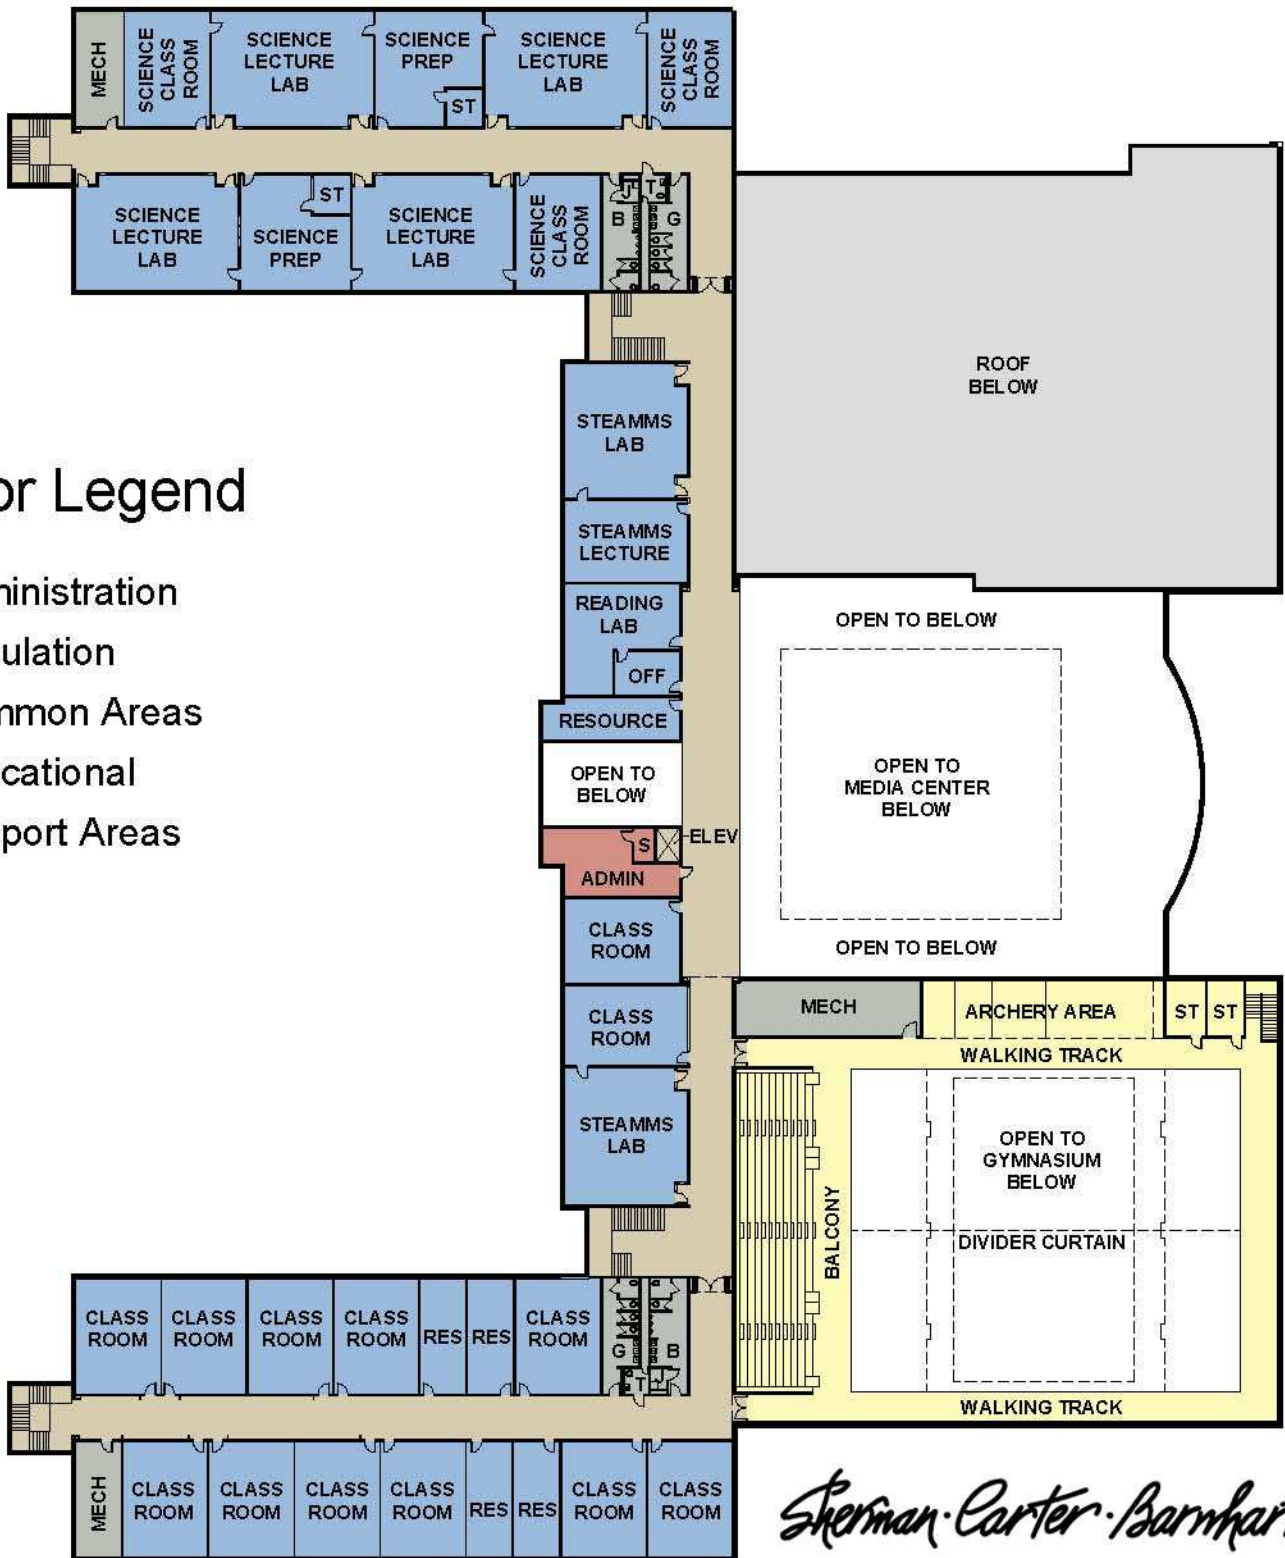 MECH
SCIENCE
CLASS
ROOM
SCIENCE
LECTURE
LAB
SCIENCE
PREP
ST
SCIENCE
LECTURE
LAB
SCIENCE
CLASS
ROOM
SCIENCE
LECTURE
LAB
ST
SCIENCE
PREP
SCIENCE
LECTURE
LAB
SCIENCE
CLASS
ROOM
B
J
T
G
ROOF
BELOW
STEAMMS
LAB
STEAMMS
LECTURE
READING
LAB
OFF
RESOURCE
OPEN TO
BELOW
S
ELEV
ADMIN
CLASS
ROOM
CLASS
ROOM
STEAMMS
LAB
or Legend
ministration
ulation
mmon Areas
cational
port Areas
OPEN TO BELOW
OPEN TO
MEDIA CENTER
BELOW
OPEN TO BELOW
MECH
ARCHERY AREA
ST
ST
WALKING TRACK
OPEN TO
GYMNASIUM
BELOW
BALCONY
DIVIDER CURTAIN
WALKING TRACK
CLASS
ROOM
CLASS
ROOM
CLASS
ROOM
CLASS
ROOM
RES
RES
CLASS
ROOM
G
T
B
MECH
CLASS
ROOM
CLASS
ROOM
CLASS
ROOM
CLASS
ROOM
RES
RES
CLASS
ROOM
CLASS
ROOM
Sherman·Carter·Barnhar